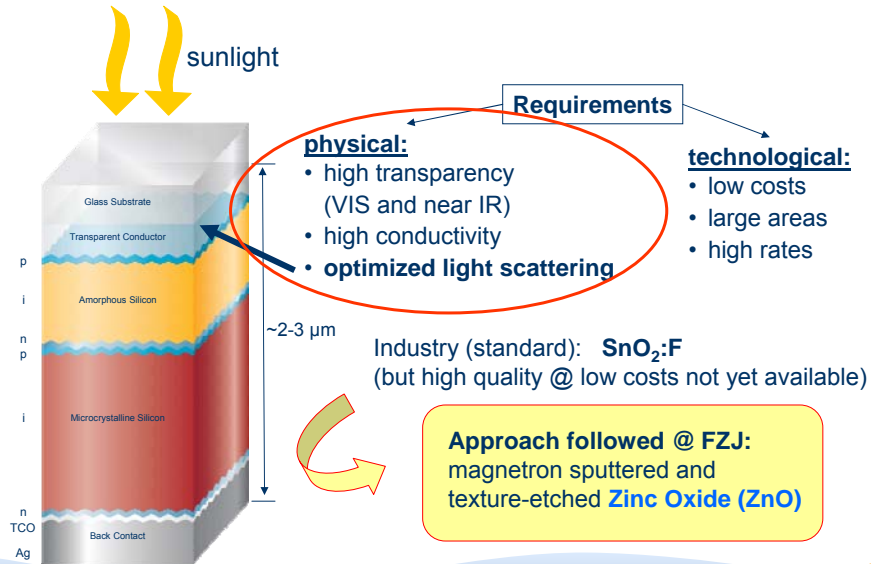 sunlight
Requirements
physical:
• high transparency
(VIS and near IR)
• high conductivity
• optimized light scattering
technological:
• low costs
• large areas
• high rates
Glass Substrate
Transparent Conductor
p
i
Amorphous Silicon
n
p
~2-3 µm
i
Microcrystalline Silicon
n
TCO
Back Contact
Ag
Industry (standard): SnO₂:F
(but high quality @ low costs not yet available)
Approach followed @ FZJ:
magnetron sputtered and
texture-etched Zinc Oxide (ZnO)